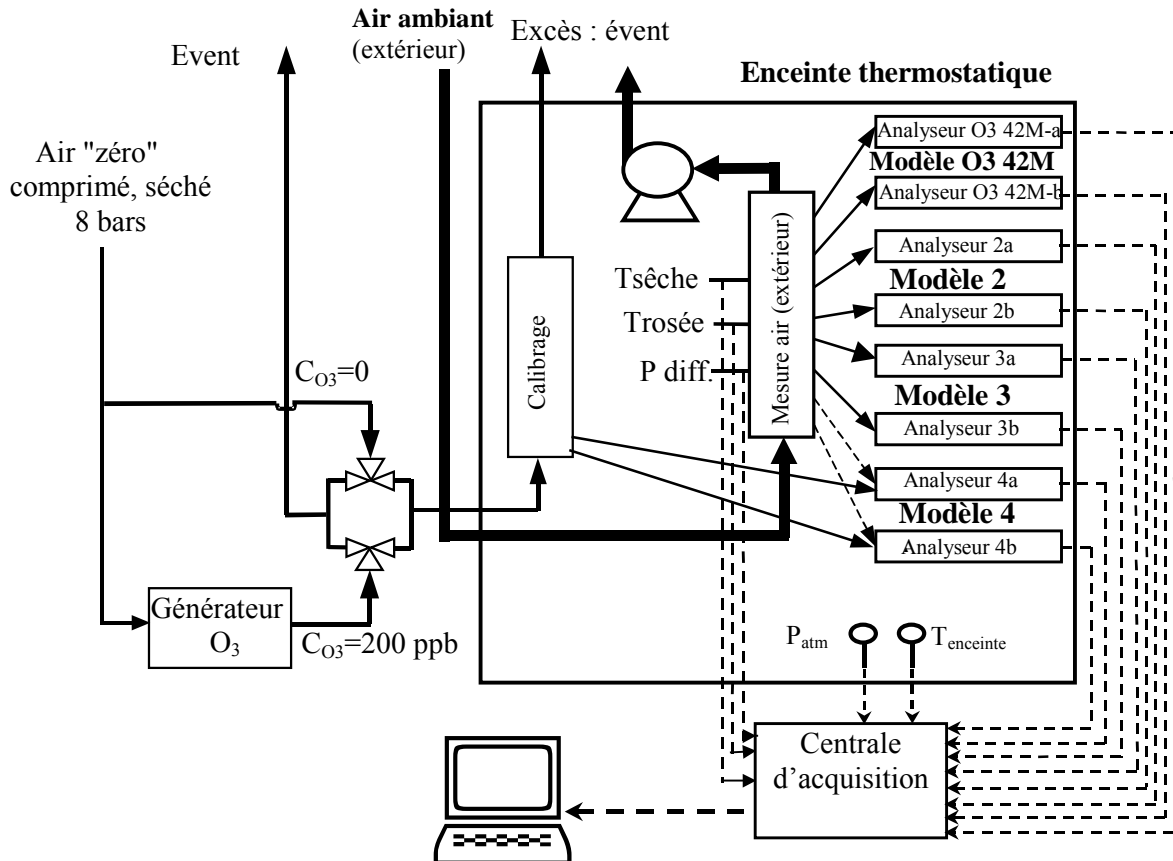 Air ambiant
(extérieur)
Excès : évent
Event
Enceinte thermostatique
Air "zéro"
comprimé, séché
8 bars
Analyseur O3 42M-a
Modèle O3 42M
Analyseur O3 42M-b
Analyseur 2a
Modèle 2
Analyseur 2b
Analyseur 3a
Modèle 3
Analyseur 3b
Analyseur 4a
Modèle 4
Analyseur 4b
Tsêche
Trosée
P diff.
Mesure air (extérieur)
Calibrage
CO3=0
Générateur
O3
CO3=200 ppb
Patm
Tenceinte
Centrale
d’acquisition